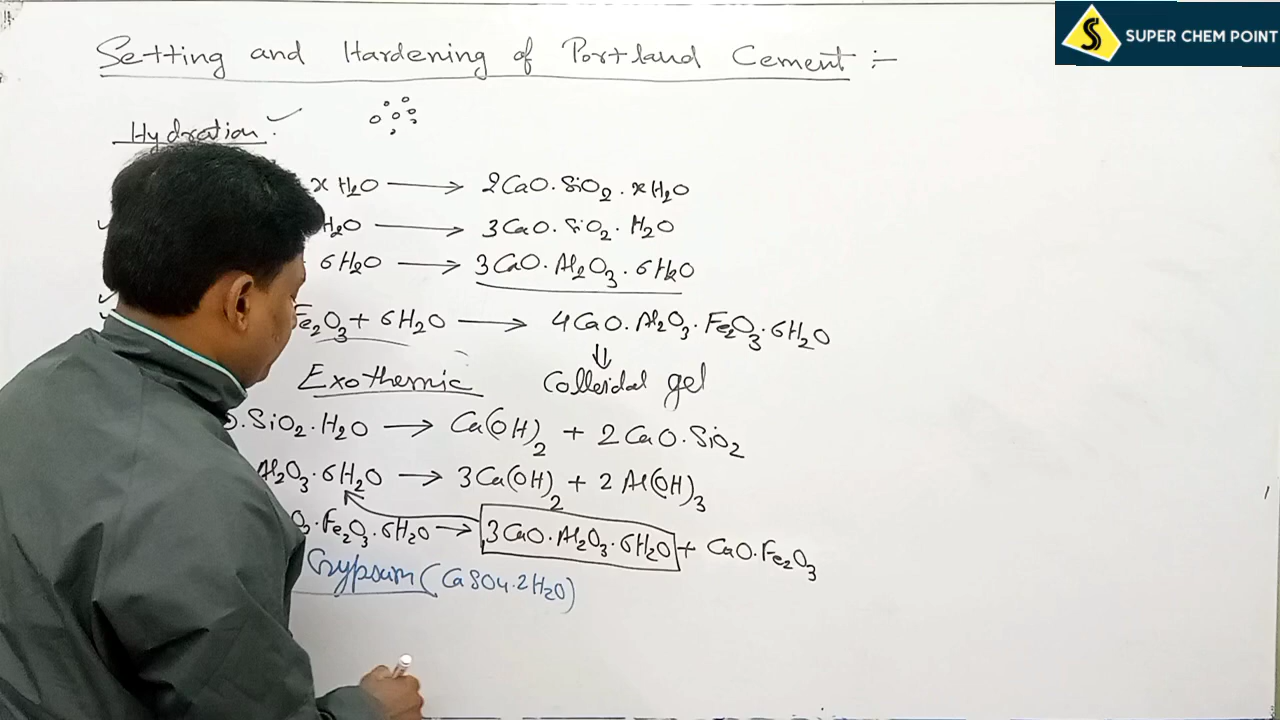 SUPER CHEM POINT
Setting and Hardening of Portland Cement :-
Hydration :
x H₂O ⟶ 2CaO.SiO₂.xH₂O
H₂O ⟶ 3CaO.SiO₂.H₂O
6H₂O ⟶ 3CaO.Al₂O₃.6H₂O
Fe₂O₃ + 6H₂O ⟶ 4CaO.Al₂O₃.Fe₂O₃.6H₂O
⇓
Exothemic Colloidal gel
.SiO₂.H₂O ⟶ Ca(OH)₂ + 2CaO.SiO₂
Al₂O₃.6H₂O ⟶ 3Ca(OH)₂ + 2Al(OH)₃
O₃.Fe₂O₃.6H₂O ⟶ 3CaO.Al₂O₃.6H₂O + CaO.Fe₂O₃
Gypsum (CaSO4.2H₂O)